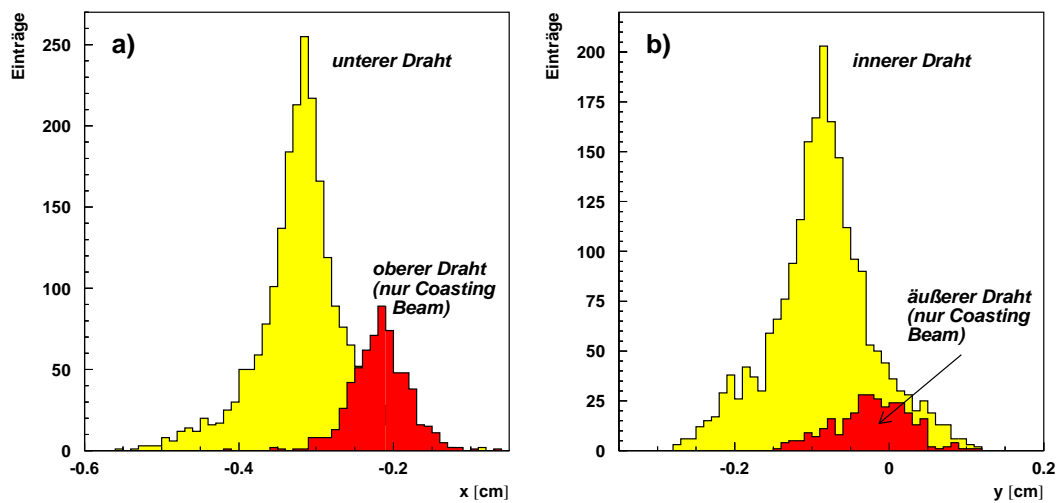 Einträge
a)
unterer Draht
oberer Draht
(nur Coasting
Beam)
250
200
150
100
50
0
-0.6
-0.4
-0.2
x [cm]
Einträge
b)
innerer Draht
äußerer Draht
(nur Coasting
Beam)
200
175
150
125
100
75
50
25
0
-0.2
0
0.2
y [cm]